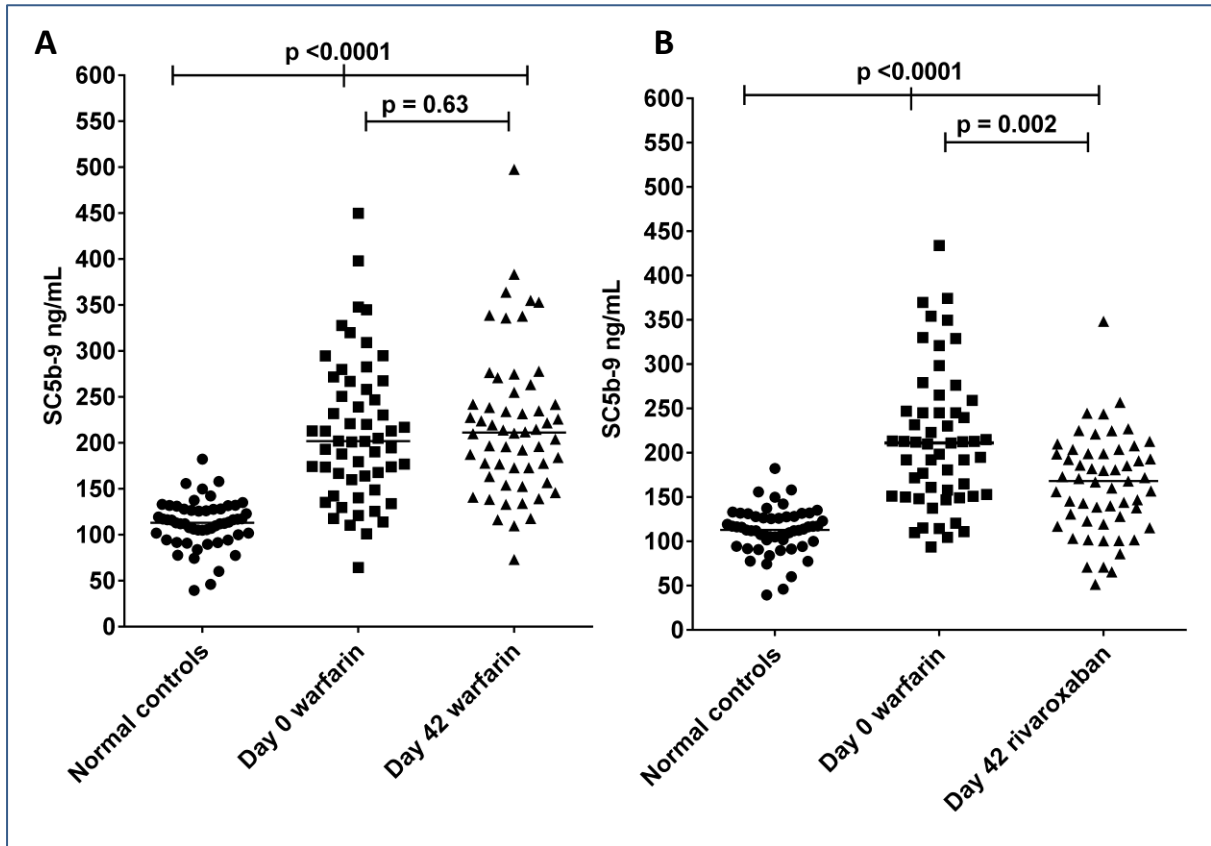 A
p <0.0001
p = 0.63
600
550
500
450
400
350
300
250
200
150
100
50
0
SC5b-9 ng/mL
Normal controls
Day 0 warfarin
Day 42 warfarin
B
p <0.0001
p = 0.002
600
550
500
450
400
350
300
250
200
150
100
50
0
SC5b-9 ng/mL
Normal controls
Day 0 warfarin
Day 42 rivaroxaban